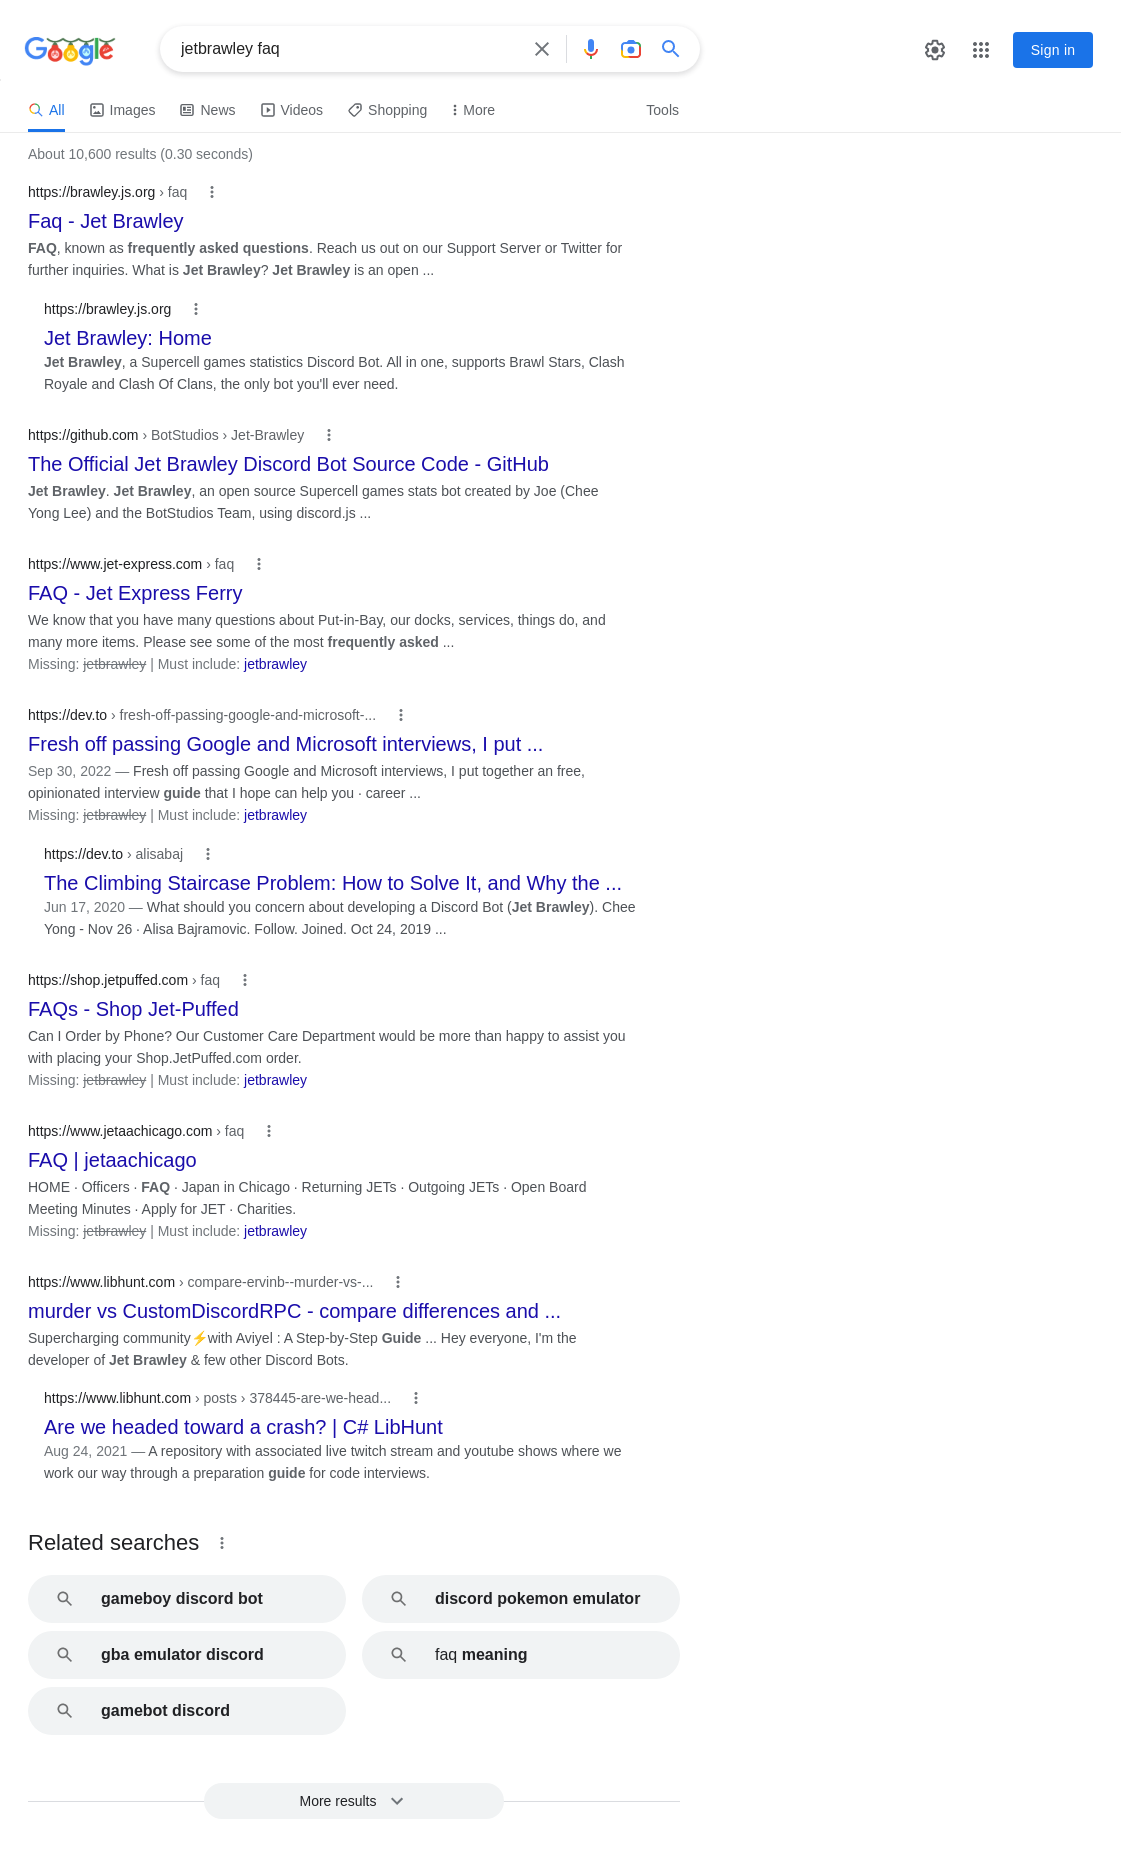 Google
jetbrawley faq
Sign in
All Images News Videos Shopping More Tools
About 10,600 results (0.30 seconds)
https://brawley.js.org › faq
Faq - Jet Brawley
FAQ, known as frequently asked questions. Reach us out on our Support Server or Twitter for
further inquiries. What is Jet Brawley? Jet Brawley is an open ...
https://brawley.js.org
Jet Brawley: Home
Jet Brawley, a Supercell games statistics Discord Bot. All in one, supports Brawl Stars, Clash
Royale and Clash Of Clans, the only bot you'll ever need.
https://github.com › BotStudios › Jet-Brawley
The Official Jet Brawley Discord Bot Source Code - GitHub
Jet Brawley. Jet Brawley, an open source Supercell games stats bot created by Joe (Chee
Yong Lee) and the BotStudios Team, using discord.js ...
https://www.jet-express.com › faq
FAQ - Jet Express Ferry
We know that you have many questions about Put-in-Bay, our docks, services, things do, and
many more items. Please see some of the most frequently asked ...
Missing: jetbrawley | Must include: jetbrawley
https://dev.to › fresh-off-passing-google-and-microsoft-...
Fresh off passing Google and Microsoft interviews, I put ...
Sep 30, 2022 — Fresh off passing Google and Microsoft interviews, I put together an free,
opinionated interview guide that I hope can help you · career ...
Missing: jetbrawley | Must include: jetbrawley
https://dev.to › alisabaj
The Climbing Staircase Problem: How to Solve It, and Why the ...
Jun 17, 2020 — What should you concern about developing a Discord Bot (Jet Brawley). Chee
Yong - Nov 26 · Alisa Bajramovic. Follow. Joined. Oct 24, 2019 ...
https://shop.jetpuffed.com › faq
FAQs - Shop Jet-Puffed
Can I Order by Phone? Our Customer Care Department would be more than happy to assist you
with placing your Shop.JetPuffed.com order.
Missing: jetbrawley | Must include: jetbrawley
https://www.jetaachicago.com › faq
FAQ | jetaachicago
HOME · Officers · FAQ · Japan in Chicago · Returning JETs · Outgoing JETs · Open Board
Meeting Minutes · Apply for JET · Charities.
Missing: jetbrawley | Must include: jetbrawley
https://www.libhunt.com › compare-ervinb--murder-vs-...
murder vs CustomDiscordRPC - compare differences and ...
Supercharging community⚡with Aviyel : A Step-by-Step Guide ... Hey everyone, I'm the
developer of Jet Brawley & few other Discord Bots.
https://www.libhunt.com › posts › 378445-are-we-head...
Are we headed toward a crash? | C# LibHunt
Aug 24, 2021 — A repository with associated live twitch stream and youtube shows where we
work our way through a preparation guide for code interviews.
Related searches
gameboy discord bot
discord pokemon emulator
gba emulator discord
faq meaning
gamebot discord
More results